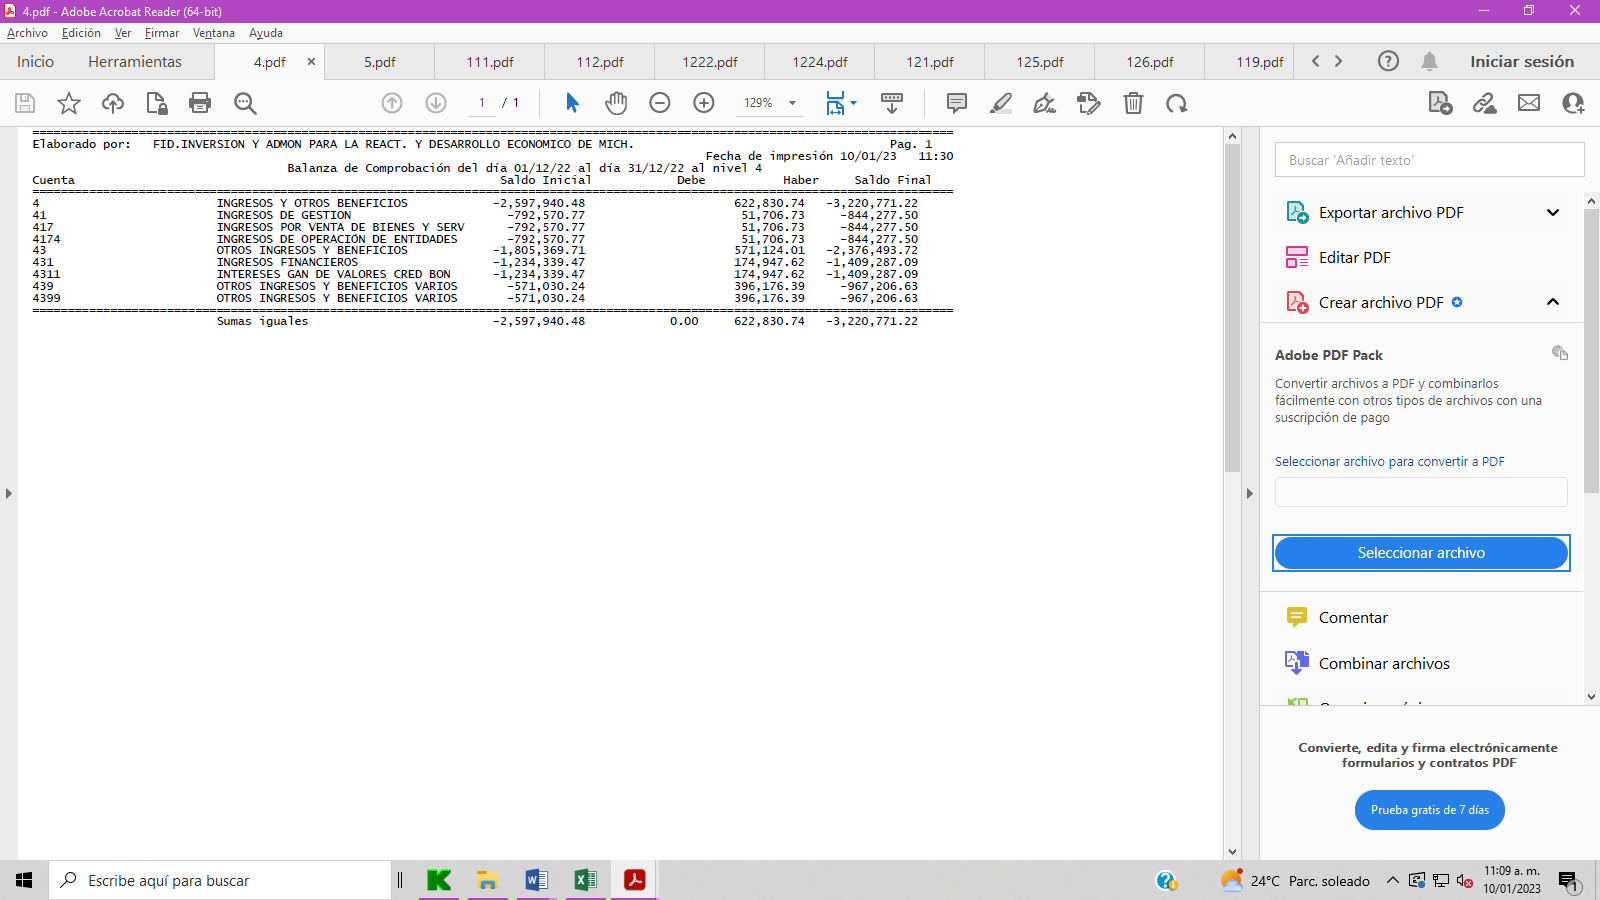 4.pdf - Adobe Acrobat Reader (64-bit)
Archivo Edición Ver Firmar Ventana Ayuda
Inicio Herramientas 4.pdf × 5.pdf 111.pdf 112.pdf 1222.pdf 1224.pdf 121.pdf 125.pdf 126.pdf 119.pdf Iniciar sesión
1 / 1 129%
Elaborado por: FID.INVERSION Y ADMON PARA LA REACT. Y DESARROLLO ECONOMICO DE MICH. Pag. 1
Fecha de impresión 10/01/23 11:30
Balanza de Comprobación del día 01/12/22 al día 31/12/22 al nivel 4
Cuenta Saldo Inicial Debe Haber Saldo Final
4 INGRESOS Y OTROS BENEFICIOS -2,597,940.48 622,830.74 -3,220,771.22
41 INGRESOS DE GESTION -792,570.77 51,706.73 -844,277.50
417 INGRESOS POR VENTA DE BIENES Y SERV -792,570.77 51,706.73 -844,277.50
4174 INGRESOS DE OPERACIÓN DE ENTIDADES -792,570.77 51,706.73 -844,277.50
43 OTROS INGRESOS Y BENEFICIOS -1,805,369.71 571,124.01 -2,376,493.72
431 INGRESOS FINANCIEROS -1,234,339.47 174,947.62 -1,409,287.09
4311 INTERESES GAN DE VALORES CRED BON -1,234,339.47 174,947.62 -1,409,287.09
439 OTROS INGRESOS Y BENEFICIOS VARIOS -571,030.24 396,176.39 -967,206.63
4399 OTROS INGRESOS Y BENEFICIOS VARIOS -571,030.24 396,176.39 -967,206.63
Sumas iguales -2,597,940.48 0.00 622,830.74 -3,220,771.22
Buscar 'Añadir texto'
Exportar archivo PDF
Editar PDF
Crear archivo PDF
Adobe PDF Pack
Convertir archivos a PDF y combinarlos
fácilmente con otros tipos de archivos con una
suscripción de pago
Seleccionar archivo para convertir a PDF
Seleccionar archivo
Comentar
Combinar archivos
Convierte, edita y firma electrónicamente
formularios y contratos PDF
Prueba gratis de 7 días
Escribe aquí para buscar
24°C Parc. soleado
11:09 a. m.
10/01/2023
1